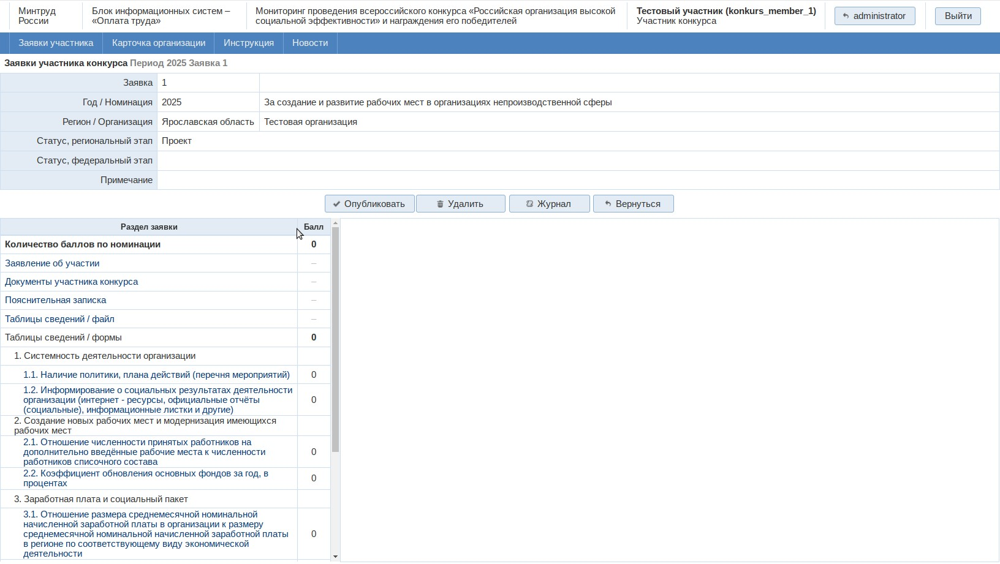 Минтруд
России
Блок информационных систем –
«Оплата труда»
Мониторинг проведения всероссийского конкурса «Российская организация высокой
социальной эффективности» и награждения его победителей
Тестовый участник (konkurs_member_1)
Участник конкурса
administrator
Выйти
Заявки участника
Карточка организации
Инструкция
Новости
Заявки участника конкурса Период 2025 Заявка 1
Заявка 1
Год / Номинация 2025 За создание и развитие рабочих мест в организациях непроизводственной сферы
Регион / Организация Ярославская область Тестовая организация
Статус, региональный этап Проект
Статус, федеральный этап
Примечание
Опубликовать Удалить Журнал Вернуться
Раздел заявки Балл
Количество баллов по номинации 0
Заявление об участии –
Документы участника конкурса –
Пояснительная записка –
Таблицы сведений / файл –
Таблицы сведений / формы 0
1. Системность деятельности организации
1.1. Наличие политики, плана действий (перечня мероприятий) 0
1.2. Информирование о социальных результатах деятельности
организации (интернет - ресурсы, официальные отчёты 0
(социальные), информационные листки и другие)
2. Создание новых рабочих мест и модернизация имеющихся
рабочих мест
2.1. Отношение численности принятых работников на
дополнительно введённые рабочие места к численности 0
работников списочного состава
2.2. Коэффициент обновления основных фондов за год, в
процентах 0
3. Заработная плата и социальный пакет
3.1. Отношение размера среднемесячной номинальной
начисленной заработной платы в организации к размеру
среднемесячной номинальной начисленной заработной платы 0
в регионе по соответствующему виду экономической
деятельности